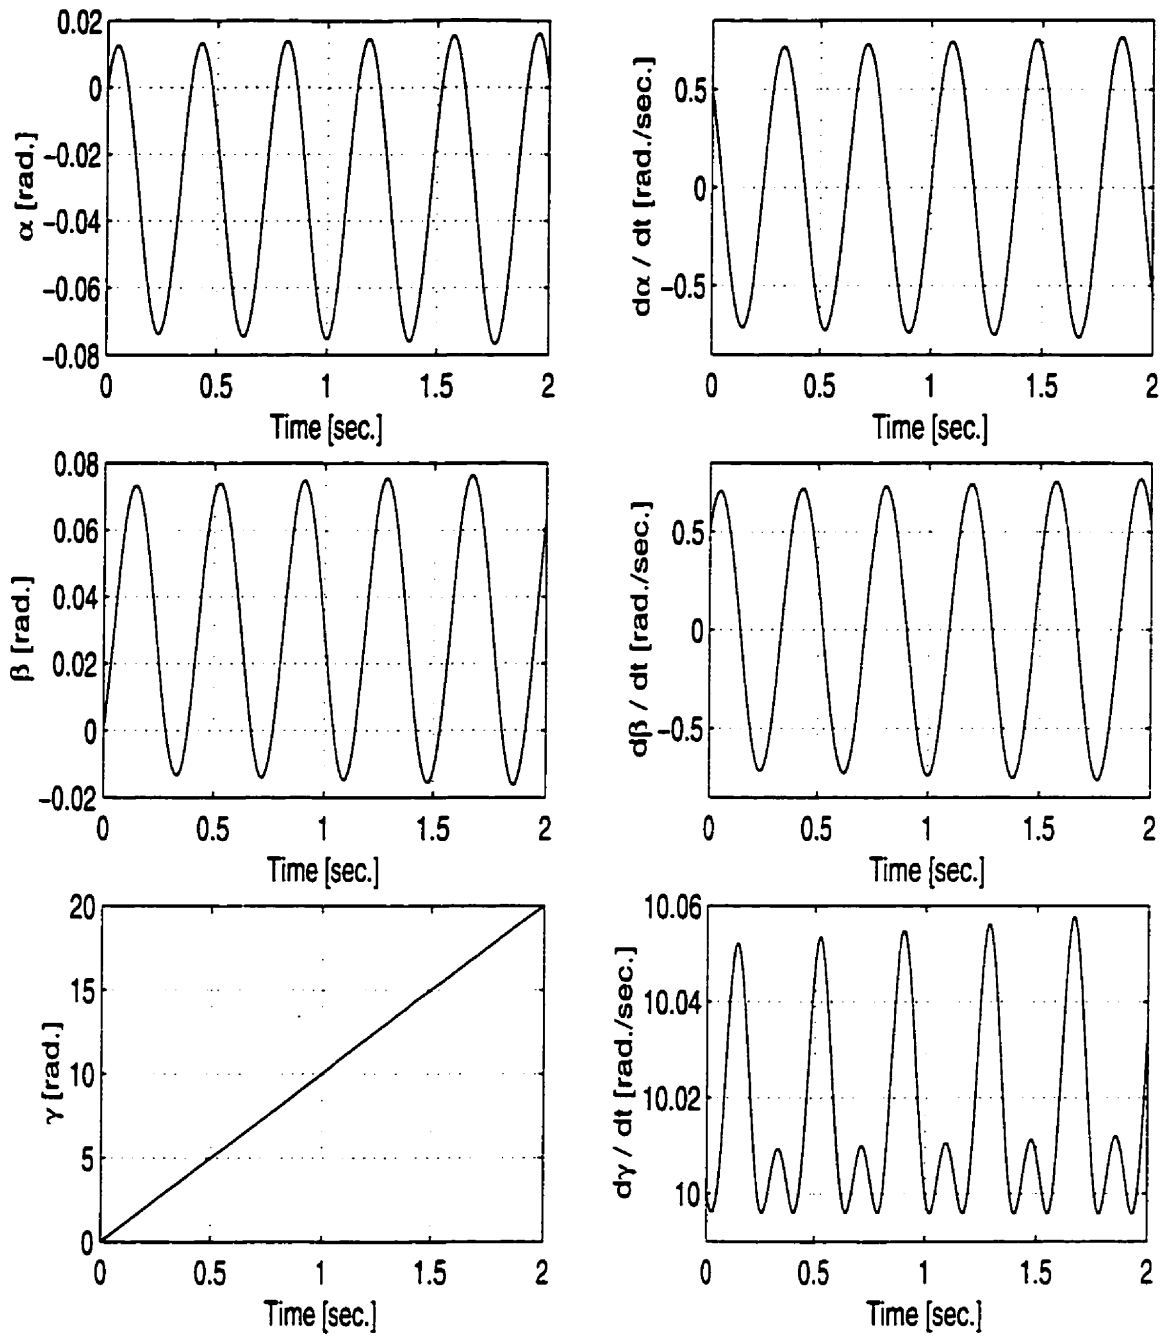 0.02
0
−0.02
−0.04
−0.06
−0.08
α [rad.]
0 0.5 1 1.5 2
Time [sec.]
0.5
0
−0.5
dα / dt [rad./sec.]
0 0.5 1 1.5 2
Time [sec.]
0.08
0.06
0.04
0.02
0
−0.02
β [rad.]
0 0.5 1 1.5 2
Time [sec.]
0.5
0
−0.5
dβ / dt [rad./sec.]
0 0.5 1 1.5 2
Time [sec.]
20
15
10
5
0
γ [rad.]
0 0.5 1 1.5 2
Time [sec.]
10.06
10.04
10.02
10
dγ / dt [rad./sec.]
0 0.5 1 1.5 2
Time [sec.]